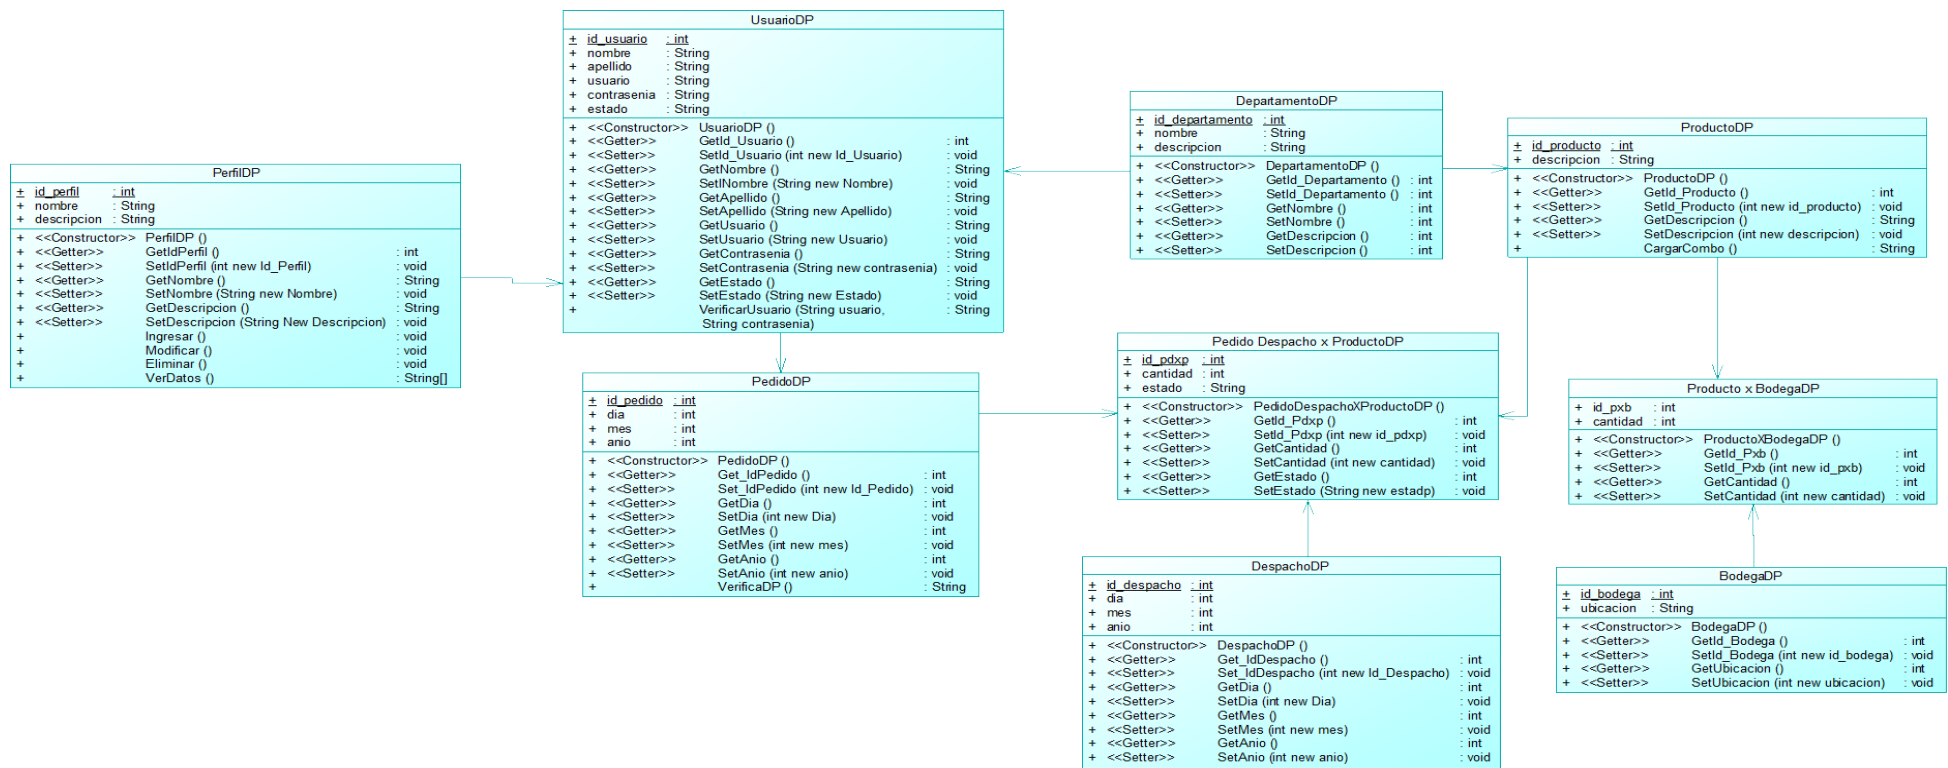 UsuarioDP
+ id_usuario : int
+ nombre : String
+ apellido : String
+ usuario : String
+ contrasenia : String
+ estado : String
+ <<Constructor>> UsuarioDP ()
+ <<Getter>> GetId_Usuario () : int
+ <<Setter>> SetId_Usuario (int new Id_Usuario) : void
+ <<Getter>> GetNombre () : String
+ <<Setter>> SetlNombre (String new Nombre) : void
+ <<Getter>> GetApellido () : String
+ <<Setter>> SetApellido (String new Apellido) : void
+ <<Getter>> GetUsuario () : String
+ <<Setter>> SetUsuario (String new Usuario) : void
+ <<Getter>> GetContrasenia () : String
+ <<Setter>> SetContrasenia (String new contrasenia) : void
+ <<Getter>> GetEstado () : String
+ <<Setter>> SetEstado (String new Estado) : void
+ VerificarUsuario (String usuario, : String
String contrasenia)
DepartamentoDP
+ id_departamento : int
+ nombre : String
+ descripcion : String
+ <<Constructor>> DepartamentoDP ()
+ <<Getter>> GetId_Departamento () : int
+ <<Setter>> SetId_Departamento () : int
+ <<Getter>> GetNombre () : int
+ <<Setter>> SetNombre () : int
+ <<Getter>> GetDescripcion () : int
+ <<Setter>> SetDescripcion () : int
ProductoDP
+ id_producto : int
+ descripcion : String
+ <<Constructor>> ProductoDP ()
+ <<Getter>> GetId_Producto () : int
+ <<Setter>> SetId_Producto (int new id_producto) : void
+ <<Getter>> GetDescripcion () : String
+ <<Setter>> SetDescripcion (int new descripcion) : void
+ CargarCombo () : String
PerfilDP
+ id_perfil : int
+ nombre : String
+ descripcion : String
+ <<Constructor>> PerfilDP ()
+ <<Getter>> GetIdPerfil () : int
+ <<Setter>> SetIdPerfil (int new Id_Perfil) : void
+ <<Getter>> GetNombre () : String
+ <<Setter>> SetNombre (String new Nombre) : void
+ <<Getter>> GetDescripcion () : String
+ <<Setter>> SetDescripcion (String New Descripcion) : void
+ Ingresar () : void
+ Modificar () : void
+ Eliminar () : void
+ VerDatos () : String[]
PedidoDP
+ id_pedido : int
+ dia : int
+ mes : int
+ anio : int
+ <<Constructor>> PedidoDP ()
+ <<Getter>> Get_IdPedido () : int
+ <<Setter>> Set_IdPedido (int new Id_Pedido) : void
+ <<Getter>> GetDia () : int
+ <<Setter>> SetDia (int new Dia) : void
+ <<Getter>> GetMes () : int
+ <<Setter>> SetMes (int new mes) : void
+ <<Getter>> GetAnio () : int
+ <<Setter>> SetAnio (int new anio) : void
+ VerificaDP () : String
Pedido Despacho x ProductoDP
+ id_pdxp : int
+ cantidad : int
+ estado : String
+ <<Constructor>> PedidoDespachoXProductoDP ()
+ <<Getter>> GetId_Pdxp () : int
+ <<Setter>> SetId_Pdxp (int new id_pdxp) : void
+ <<Getter>> GetCantidad () : int
+ <<Setter>> SetCantidad (int new cantidad) : void
+ <<Getter>> GetEstado () : int
+ <<Setter>> SetEstado (String new estadp) : void
Producto x BodegaDP
+ id_pxb : int
+ cantidad : int
+ <<Constructor>> ProductoXBodegaDP ()
+ <<Getter>> GetId_Pxb () : int
+ <<Setter>> SetId_Pxb (int new id_pxb) : void
+ <<Getter>> GetCantidad () : int
+ <<Setter>> SetCantidad (int new cantidad) : void
DespachoDP
+ id_despacho : int
+ dia : int
+ mes : int
+ anio : int
+ <<Constructor>> DespachoDP ()
+ <<Getter>> Get_IdDespacho () : int
+ <<Setter>> Set_IdDespacho (int new Id_Despacho) : void
+ <<Getter>> GetDia () : int
+ <<Setter>> SetDia (int new Dia) : void
+ <<Getter>> GetMes () : int
+ <<Setter>> SetMes (int new mes) : void
+ <<Getter>> GetAnio () : int
+ <<Setter>> SetAnio (int new anio) : void
BodegaDP
+ id_bodega : int
+ ubicacion : String
+ <<Constructor>> BodegaDP ()
+ <<Getter>> GetId_Bodega () : int
+ <<Setter>> SetId_Bodega (int new id_bodega) : void
+ <<Getter>> GetUbicacion () : int
+ <<Setter>> SetUbicacion (int new ubicacion) : void